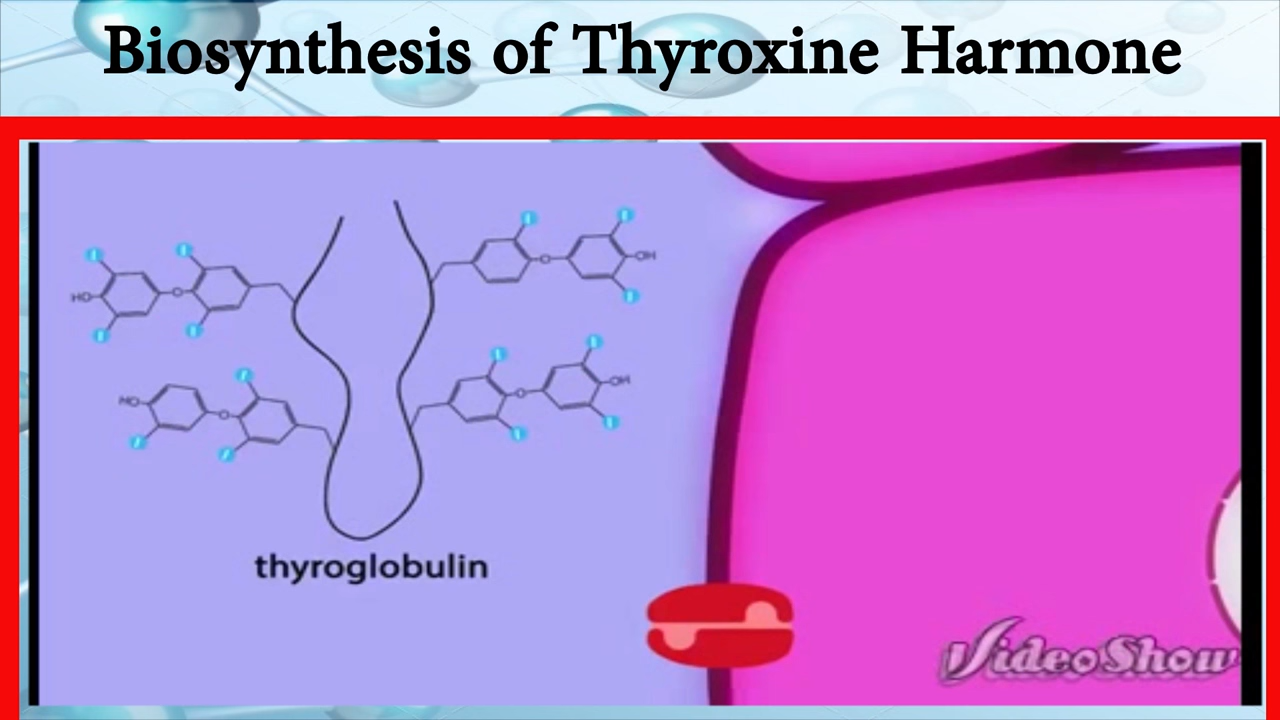 Biosynthesis of Thyroxine Harmone
I I
I I
HO O O OH
I I I
I I
I
HO O O OH
I I I I
thyroglobulin
VideoShow